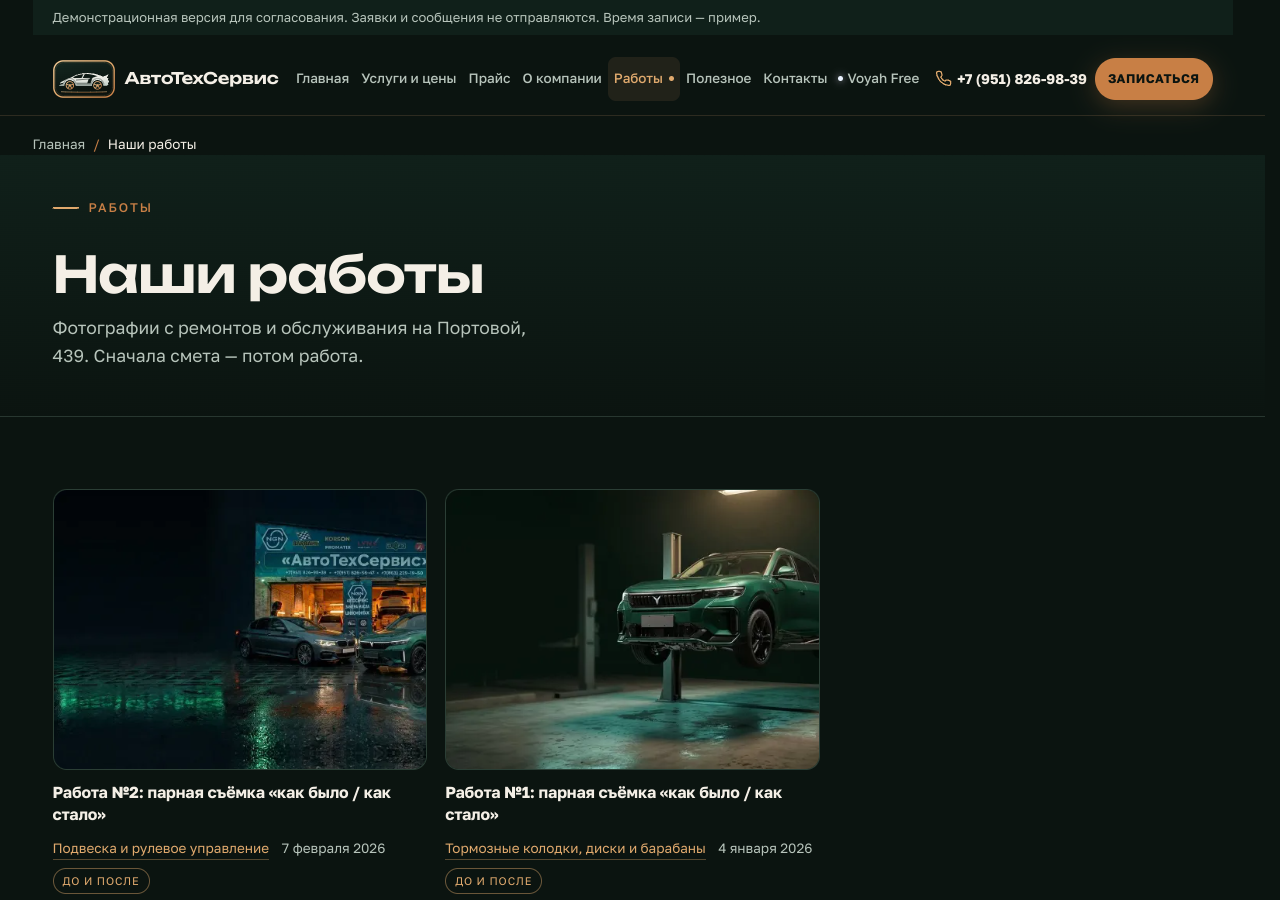 Демонстрационная версия для согласования. Заявки и сообщения не отправляются. Время записи — пример.
АвтоТехСервис
Главная
Услуги и цены
Прайс
О компании
Работы
Полезное
Контакты
Voyah Free
+7 (951) 826-98-39
ЗАПИСАТЬСЯ
Главная / Наши работы
РАБОТЫ
Наши работы
Фотографии с ремонтов и обслуживания на Портовой,
439. Сначала смета — потом работа.
NGN
KORSON
«АвтоТехСервис»
Работа №2: парная съёмка «как было / как
стало»
Подвеска и рулевое управление 7 февраля 2026
ДО И ПОСЛЕ
Работа №1: парная съёмка «как было / как
стало»
Тормозные колодки, диски и барабаны 4 января 2026
ДО И ПОСЛЕ